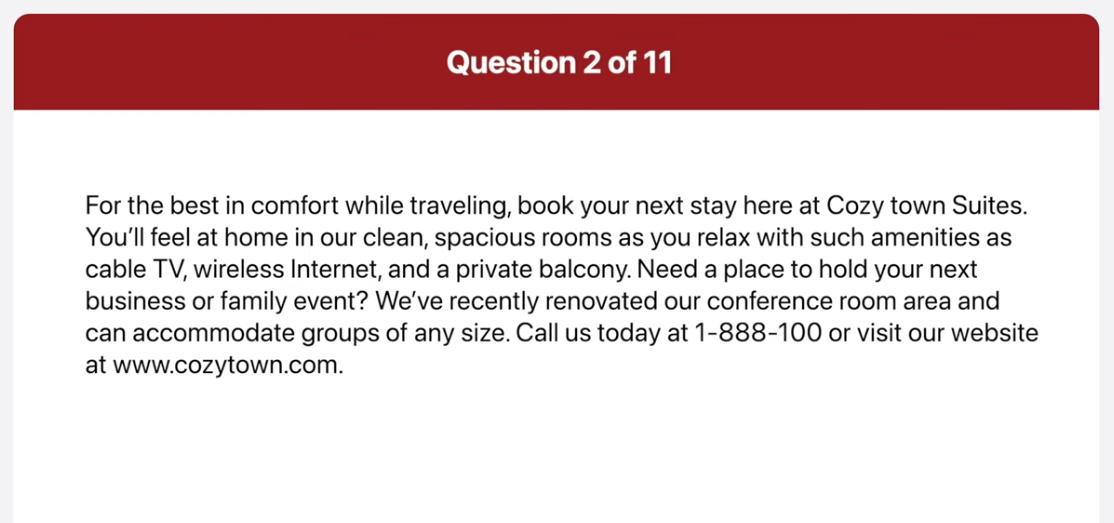 Question 2 of 11
For the best in comfort while traveling, book your next stay here at Cozy town Suites.
You’ll feel at home in our clean, spacious rooms as you relax with such amenities as
cable TV, wireless Internet, and a private balcony. Need a place to hold your next
business or family event? We’ve recently renovated our conference room area and
can accommodate groups of any size. Call us today at 1-888-100 or visit our website
at www.cozytown.com.